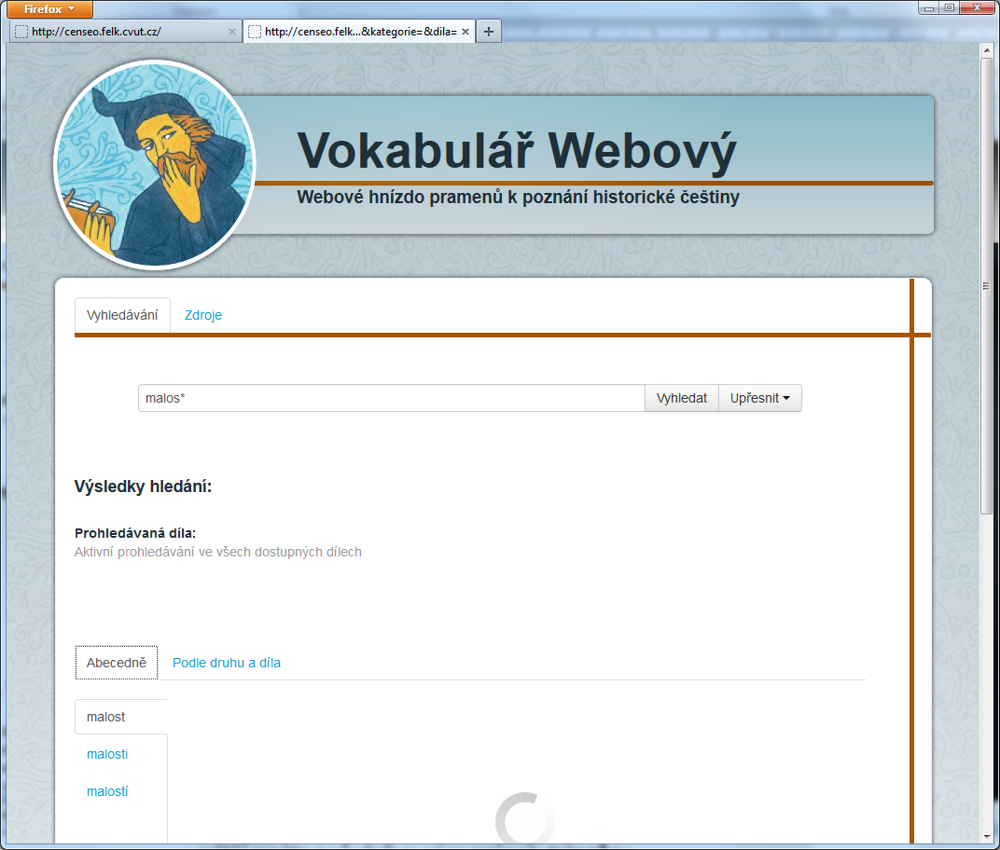 Firefox
http://censeo.felk.cvut.cz/
http://censeo.felk...&kategorie=&dila=
Vokabulář Webový
Webové hnízdo pramenů k poznání historické češtiny
Vyhledávání Zdroje
malos* Vyhledat Upřesnit
Výsledky hledání:
Prohledávaná díla:
Aktivní prohledávání ve všech dostupných dílech
Abecedně Podle druhu a díla
malost
malosti
malostí